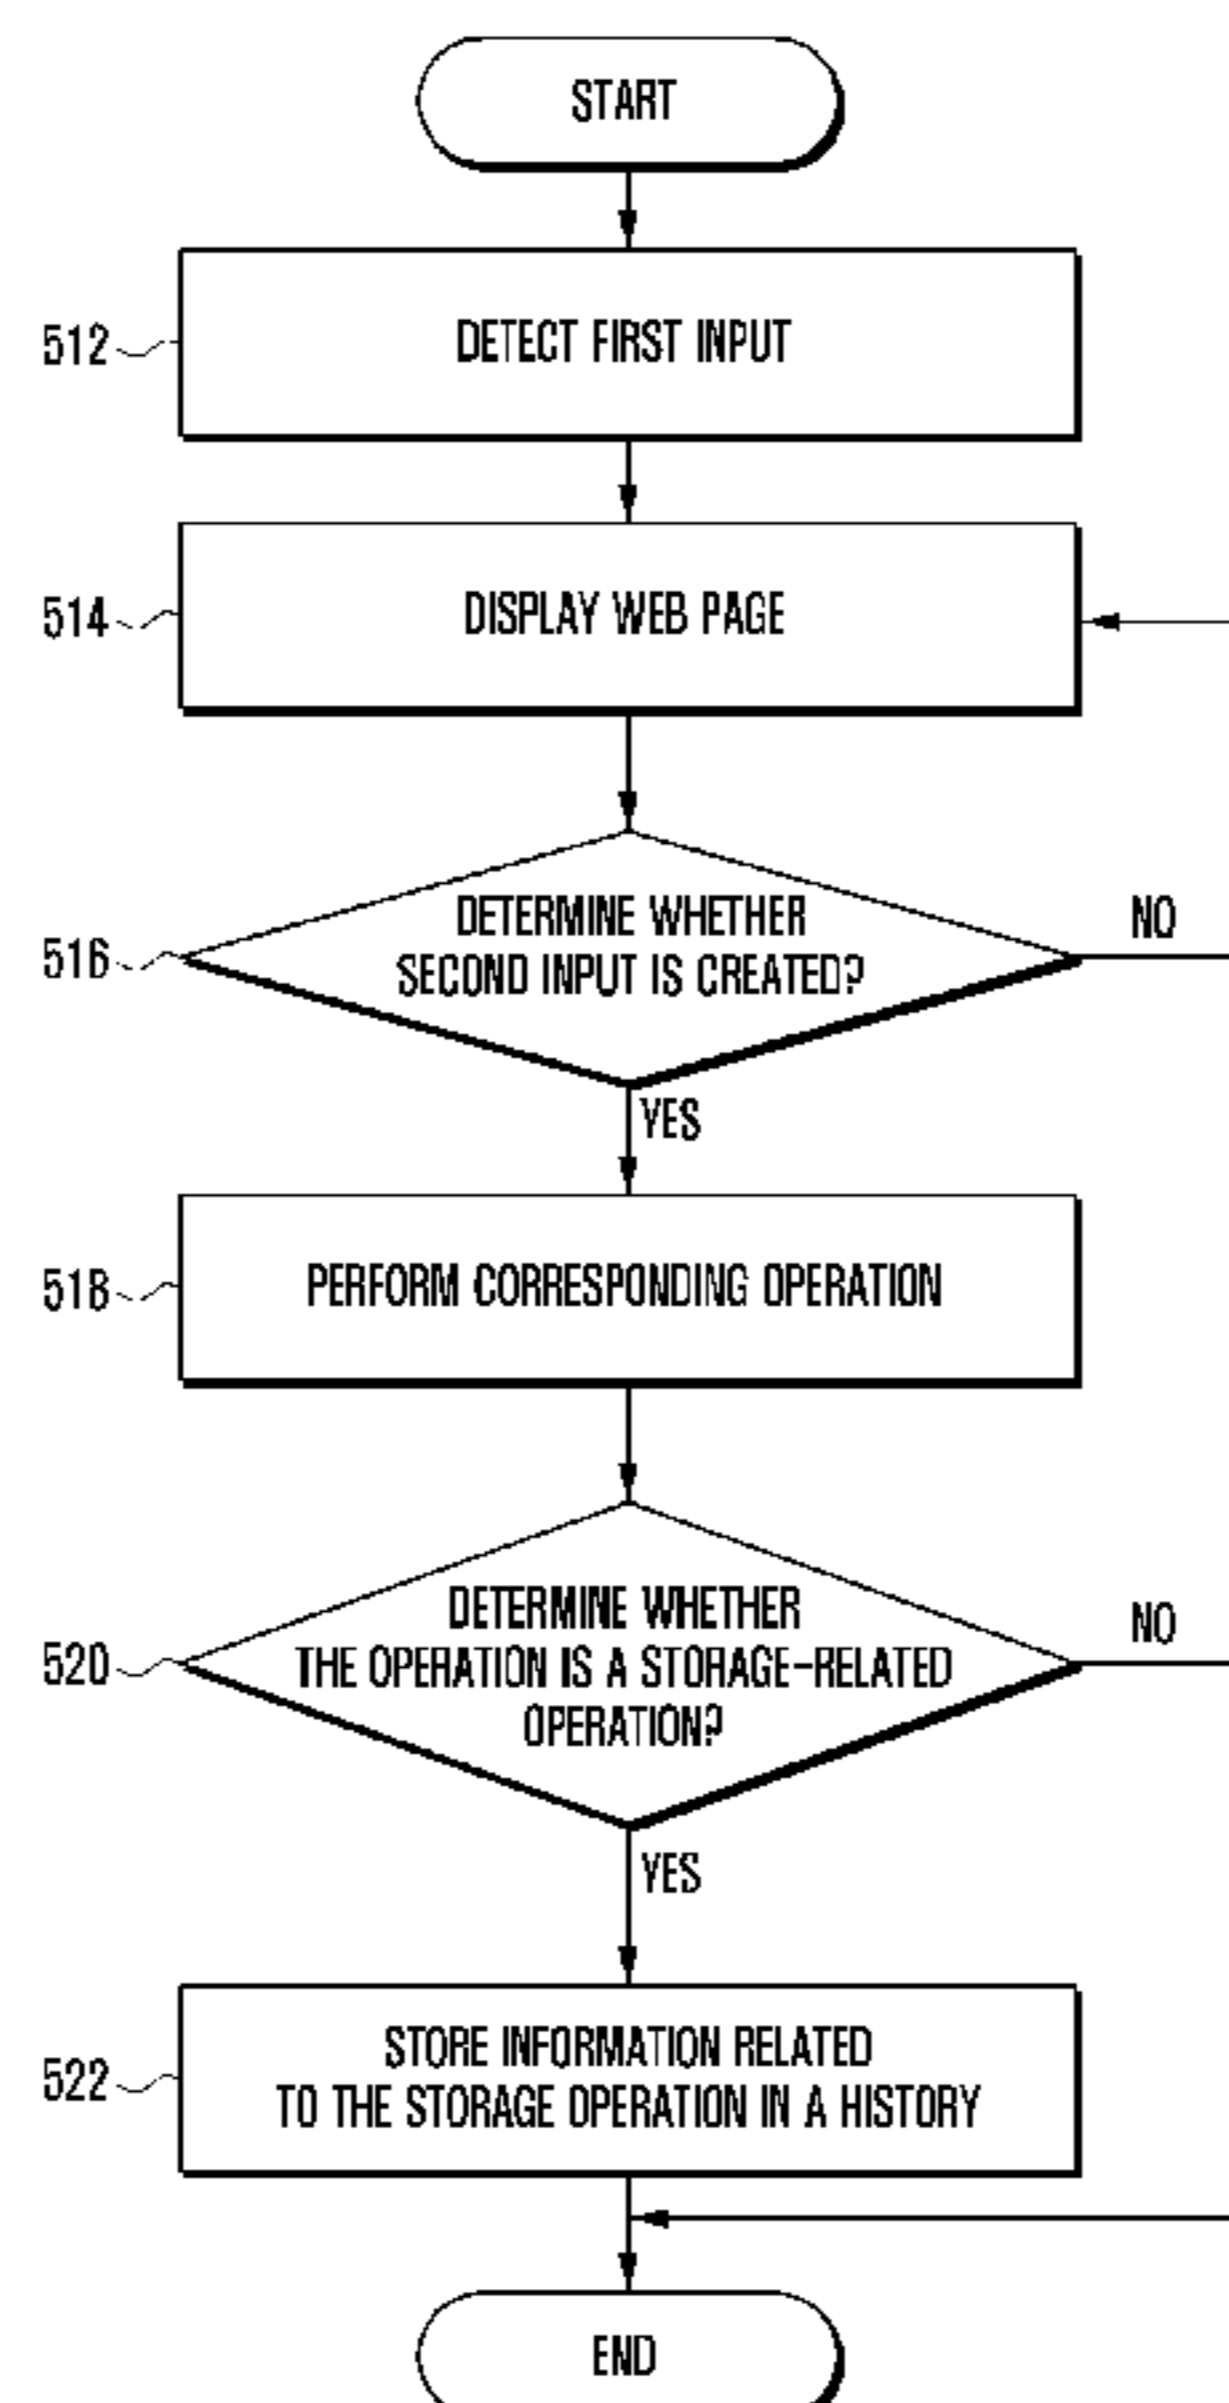 START
512
DETECT FIRST INPUT
514
DISPLAY WEB PAGE
516
DETERMINE WHETHER
SECOND INPUT IS CREATED?
NO
YES
518
PERFORM CORRESPONDING OPERATION
520
DETERMINE WHETHER
THE OPERATION IS A STORAGE-RELATED
OPERATION?
NO
YES
522
STORE INFORMATION RELATED
TO THE STORAGE OPERATION IN A HISTORY
END